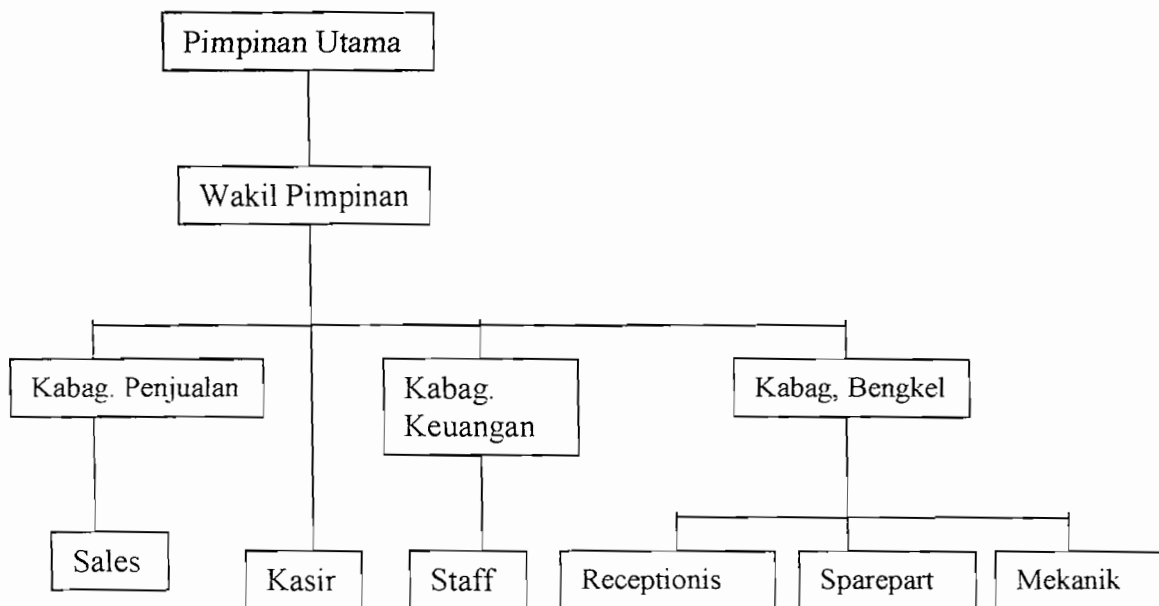 Pimpinan Utama
Wakil Pimpinan
Kabag. Penjualan
Kabag.
Keuangan
Kabag, Bengkel
Sales
Kasir
Staff
Receptionis
Sparepart
Mekanik